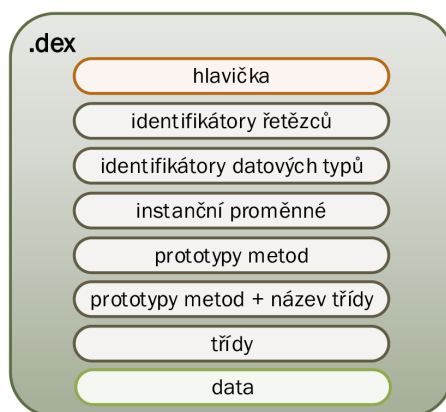 .dex
hlavička
identifikátory řetězců
identifikátory datových typů
instanční proměnné
prototypy metod
prototypy metod + název třídy
třídy
data